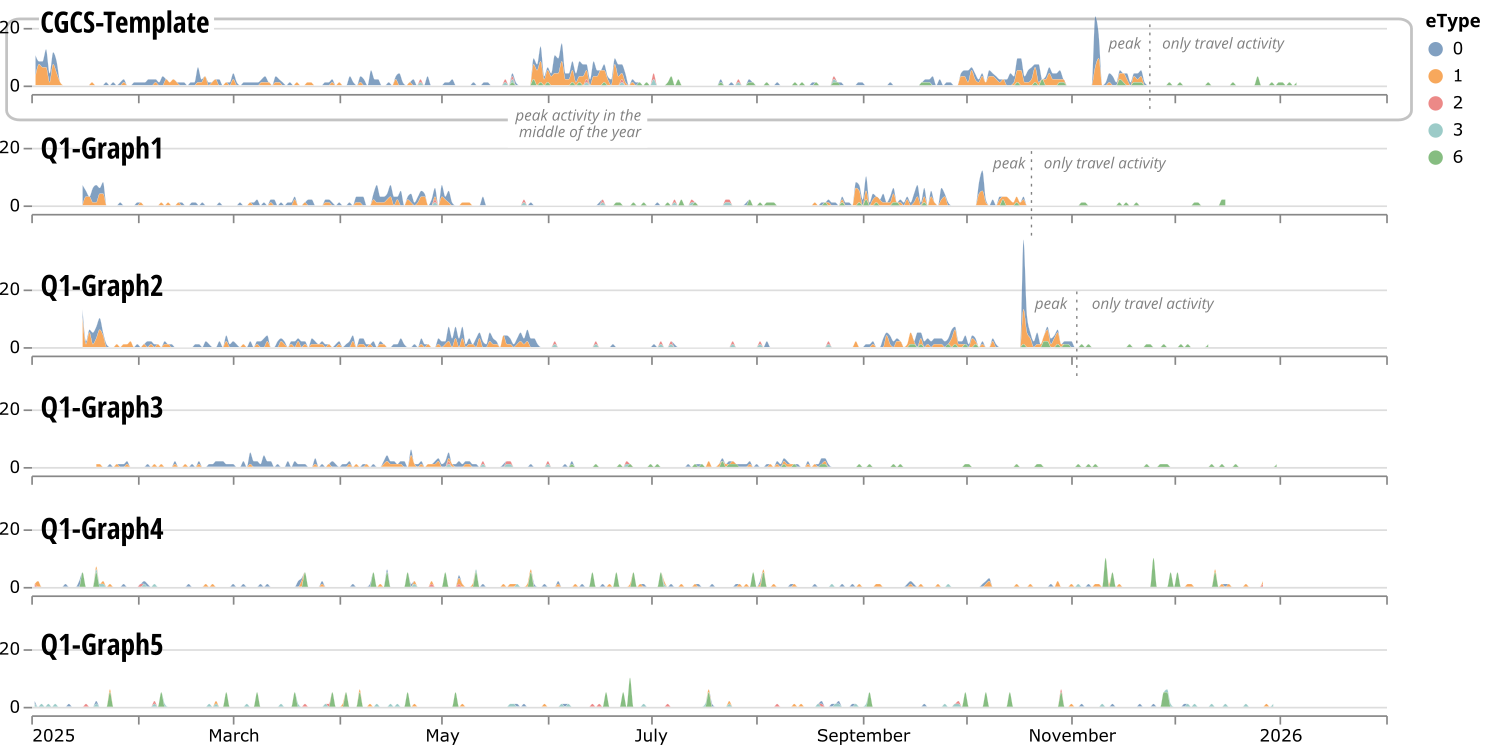 CGCS-Template
20
0
peak
only travel activity
peak activity in the
middle of the year
eType
0
1
2
3
6
Q1-Graph1
20
0
peak
only travel activity
Q1-Graph2
20
0
peak
only travel activity
Q1-Graph3
20
0
Q1-Graph4
20
0
Q1-Graph5
20
0
2025 March May July September November 2026